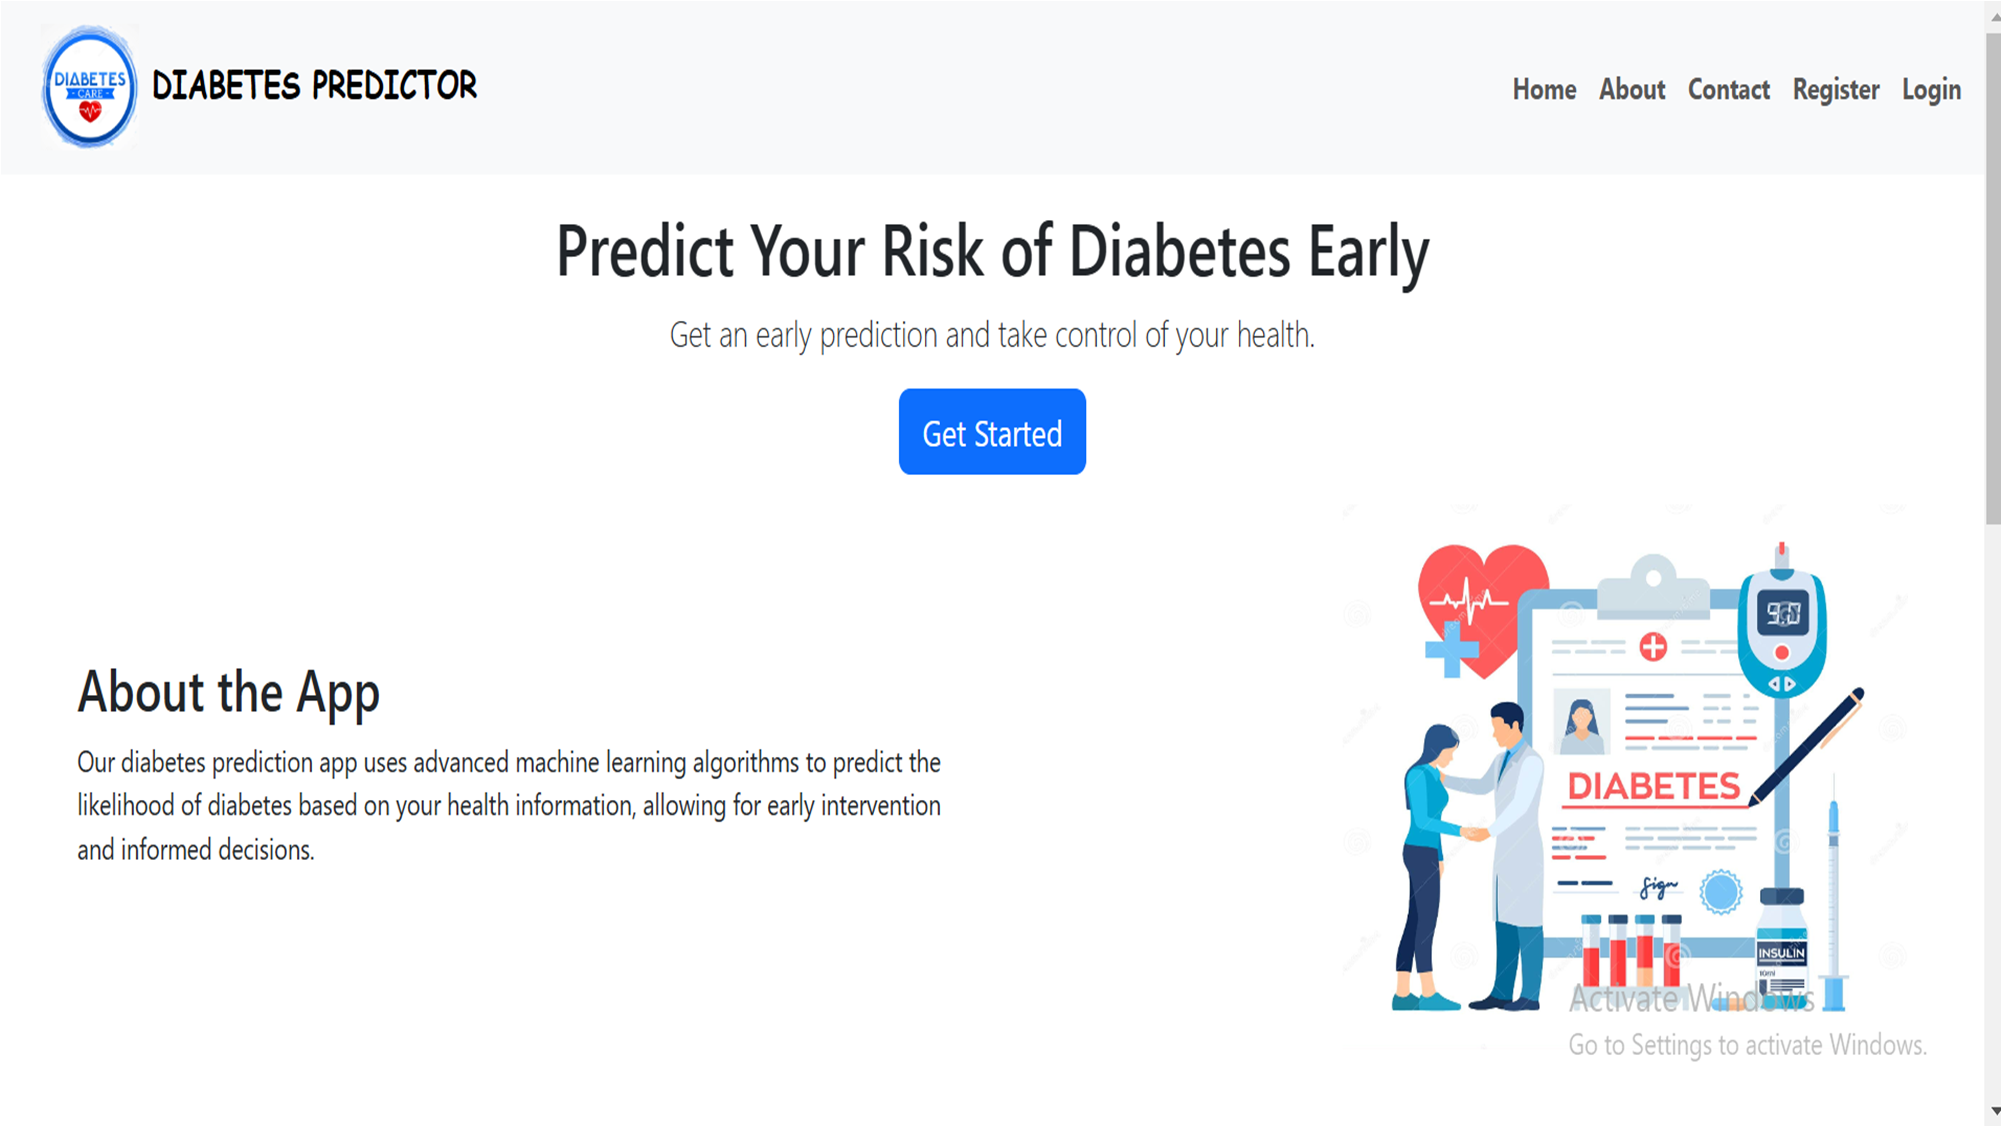 DIABETES
CARE
DIABETES PREDICTOR
Home About Contact Register Login
Predict Your Risk of Diabetes Early
Get an early prediction and take control of your health.
Get Started
About the App
Our diabetes prediction app uses advanced machine learning algorithms to predict the
likelihood of diabetes based on your health information, allowing for early intervention
and informed decisions.
DIABETES
Sign
INSULIN
Activate Windows
Go to Settings to activate Windows.